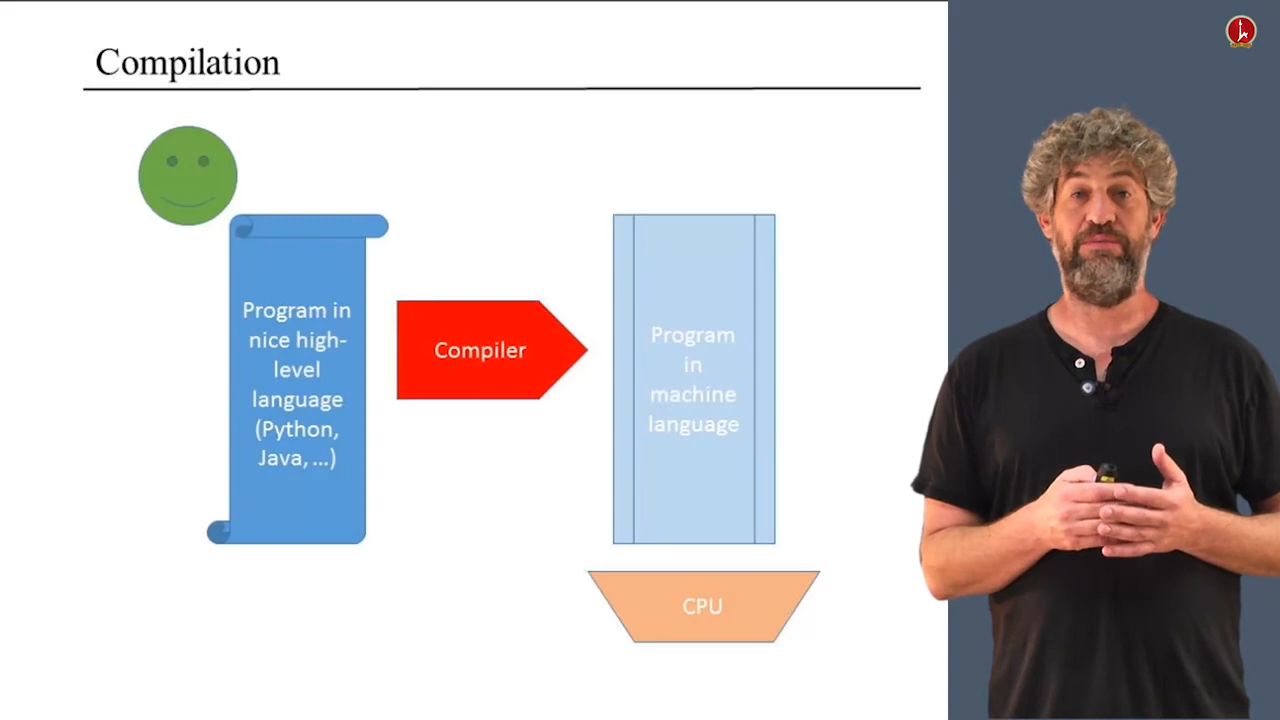 Compilation
Program in
nice high-
level
language
(Python,
Java, ...)
Compiler
Program
in
machine
language
CPU